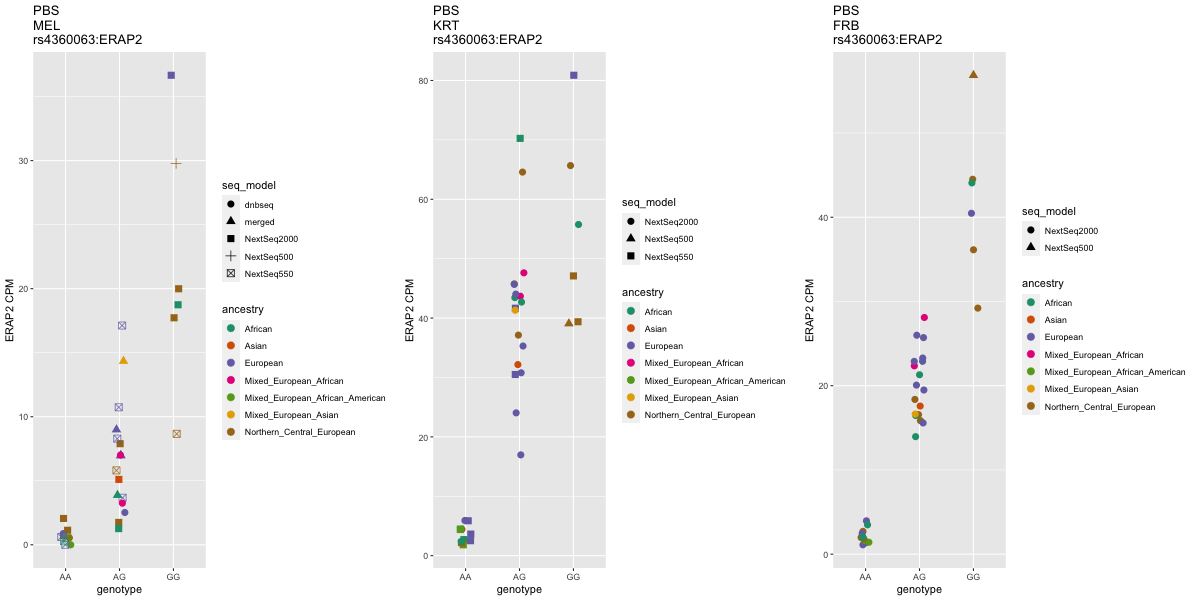 PBS
MEL
rs4360063:ERAP2
ERAP2 CPM
30
20
10
0
AA
AG
GG
genotype
seq_model
dnbseq
merged
NextSeq2000
NextSeq500
NextSeq550
ancestry
African
Asian
European
Mixed_European_African
Mixed_European_African_American
Mixed_European_Asian
Northern_Central_European
PBS
KRT
rs4360063:ERAP2
ERAP2 CPM
80
60
40
20
0
AA
AG
GG
genotype
seq_model
NextSeq2000
NextSeq500
NextSeq550
ancestry
African
Asian
European
Mixed_European_African
Mixed_European_African_American
Mixed_European_Asian
Northern_Central_European
PBS
FRB
rs4360063:ERAP2
ERAP2 CPM
40
20
0
AA
AG
GG
genotype
seq_model
NextSeq2000
NextSeq500
ancestry
African
Asian
European
Mixed_European_African
Mixed_European_African_American
Mixed_European_Asian
Northern_Central_European